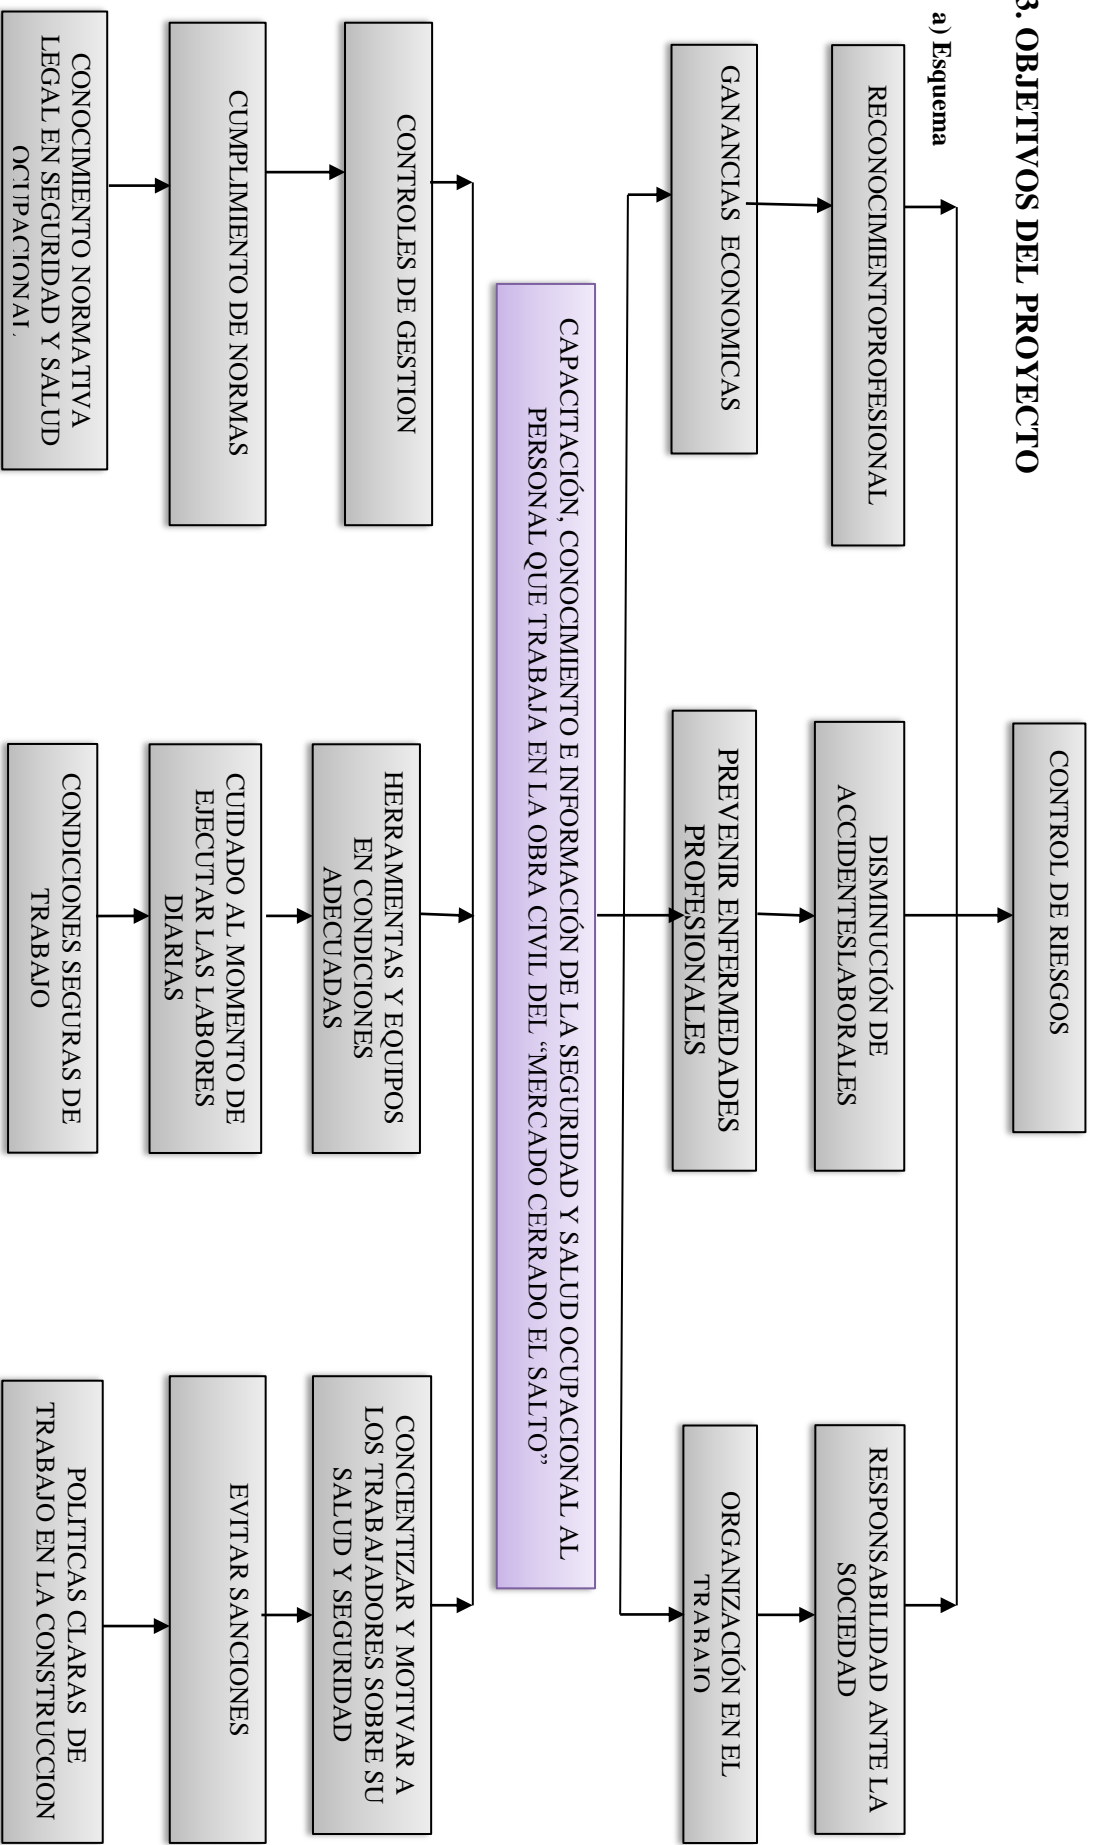 3. OBJETIVOS DEL PROYECTO
a) Esquema
CONTROL DE RIESGOS
RECONOCIMIENTOPROFESIONAL
DISMINUCIÓN DE
ACCIDENTESLABORALES
RESPONSABILIDAD ANTE LA
SOCIEDAD
GANANCIAS ECONOMICAS
PREVENIR ENFERMEDADES
PROFESIONALES
ORGANIZACIÓN EN EL
TRABAJO
CAPACITACIÓN, CONOCIMIENTO E INFORMACIÓN DE LA SEGURIDAD Y SALUD OCUPACIONAL AL
PERSONAL QUE TRABAJA EN LA OBRA CIVIL DEL “MERCADO CERRADO EL SALTO”
CONTROLES DE GESTION
HERRAMIENTAS Y EQUIPOS
EN CONDICIONES
ADECUADAS
CONCIENTIZAR Y MOTIVAR A
LOS TRABAJADORES SOBRE SU
SALUD Y SEGURIDAD
CUMPLIMIENTO DE NORMAS
CUIDADO AL MOMENTO DE
EJECUTAR LAS LABORES
DIARIAS
EVITAR SANCIONES
CONOCIMIENTO NORMATIVA
LEGAL EN SEGURIDAD Y SALUD
OCUPACIONAL.
CONDICIONES SEGURAS DE
TRABAJO
POLITICAS CLARAS DE
TRABAJO EN LA CONSTRUCCION